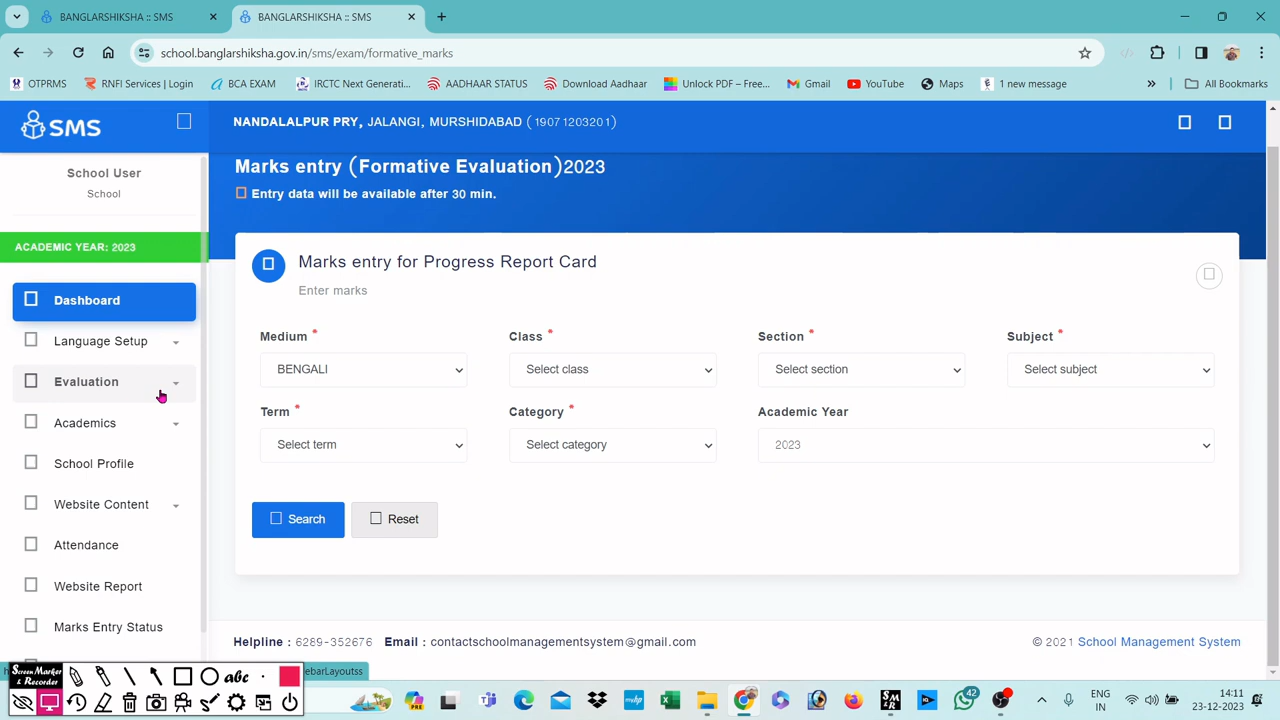 BANGLARSHIKSHA :: SMS
BANGLARSHIKSHA :: SMS
school.banglarshiksha.gov.in/sms/exam/formative_marks
OTPRMS
RNFI Services | Login
BCA EXAM
IRCTC Next Generati...
AADHAAR STATUS
Download Aadhaar
Unlock PDF – Free...
Gmail
YouTube
Maps
1 new message
»
All Bookmarks
SMS
NANDALALPUR PRY, JALANGI, MURSHIDABAD (19071203201)
School User
School
ACADEMIC YEAR: 2023
Dashboard
Language Setup
Evaluation
Academics
School Profile
Website Content
Attendance
Website Report
Marks Entry Status
Marks entry (Formative Evaluation)2023
Entry data will be available after 30 min.
Marks entry for Progress Report Card
Enter marks
Medium *
Class *
Section *
Subject *
BENGALI
Select class
Select section
Select subject
Term *
Category *
Academic Year
Select term
Select category
2023
Search
Reset
Helpline : 6289-352676 Email : contactschoolmanagementsystem@gmail.com
© 2021 School Management System
ebarLayoutss
Screen Marker & Recorder
abc
PRE
myhp
SM &R
42
ENG
IN
14:11
23-12-2023